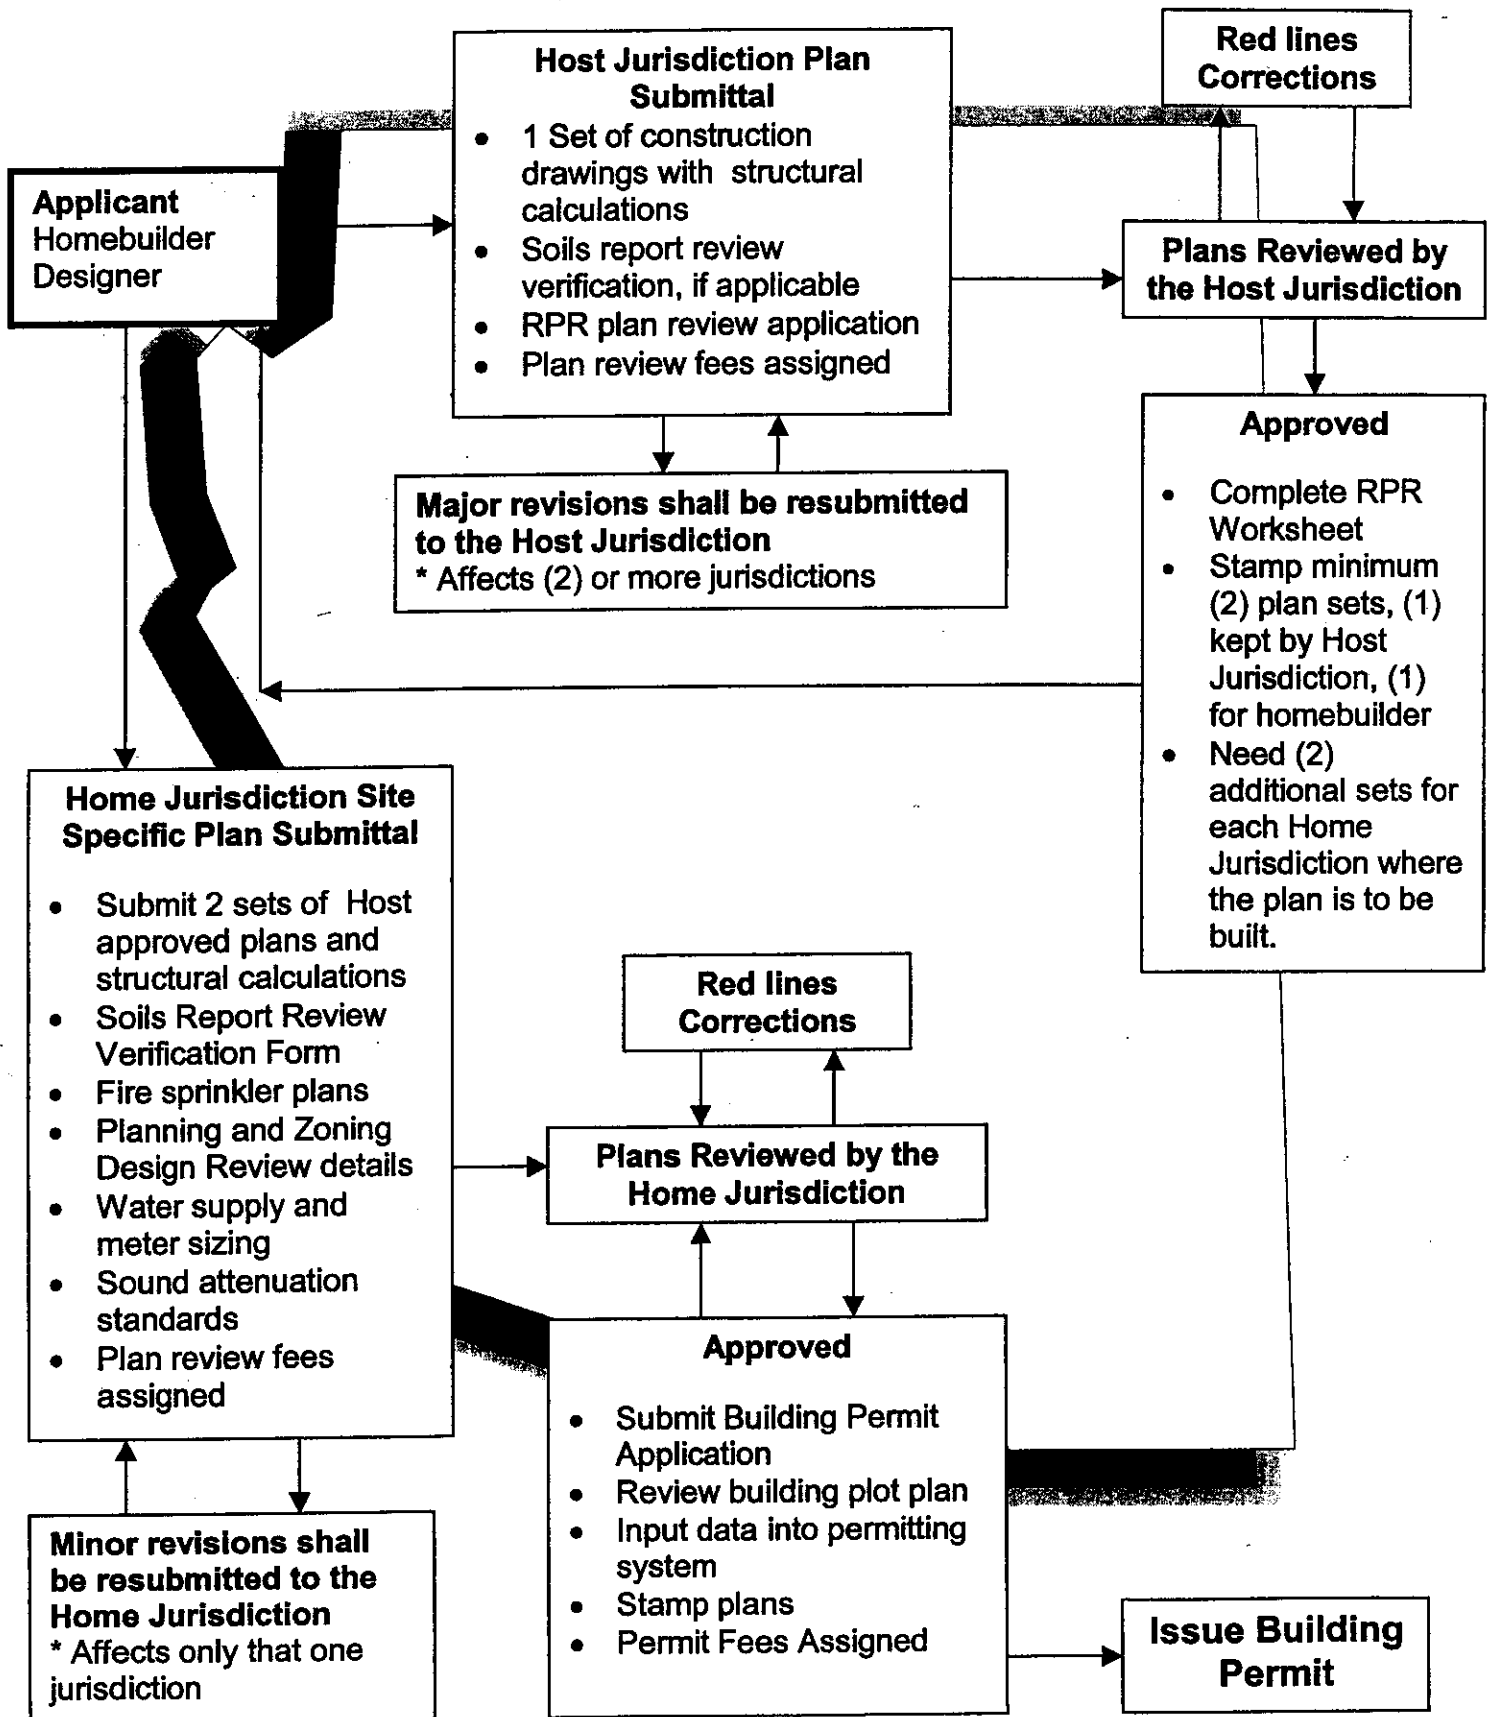 Host Jurisdiction Plan
Submittal
• 1 Set of construction
drawings with structural
calculations
• Soils report review
verification, if applicable
• RPR plan review application
• Plan review fees assigned
Red lines
Corrections
Applicant
Homebuilder
Designer
Plans Reviewed by
the Host Jurisdiction
Major revisions shall be resubmitted
to the Host Jurisdiction
* Affects (2) or more jurisdictions
Approved
• Complete RPR
Worksheet
• Stamp minimum
(2) plan sets, (1)
kept by Host
Jurisdiction, (1)
for homebuilder
• Need (2)
additional sets for
each Home
Jurisdiction where
the plan is to be
built.
Home Jurisdiction Site
Specific Plan Submittal
• Submit 2 sets of Host
approved plans and
structural calculations
• Soils Report Review
Verification Form
• Fire sprinkler plans
• Planning and Zoning
Design Review details
• Water supply and
meter sizing
• Sound attenuation
standards
• Plan review fees
assigned
Red lines
Corrections
Plans Reviewed by the
Home Jurisdiction
Approved
• Submit Building Permit
Application
• Review building plot plan
• Input data into permitting
system
• Stamp plans
• Permit Fees Assigned
Minor revisions shall
be resubmitted to the
Home Jurisdiction
* Affects only that one
jurisdiction
Issue Building
Permit